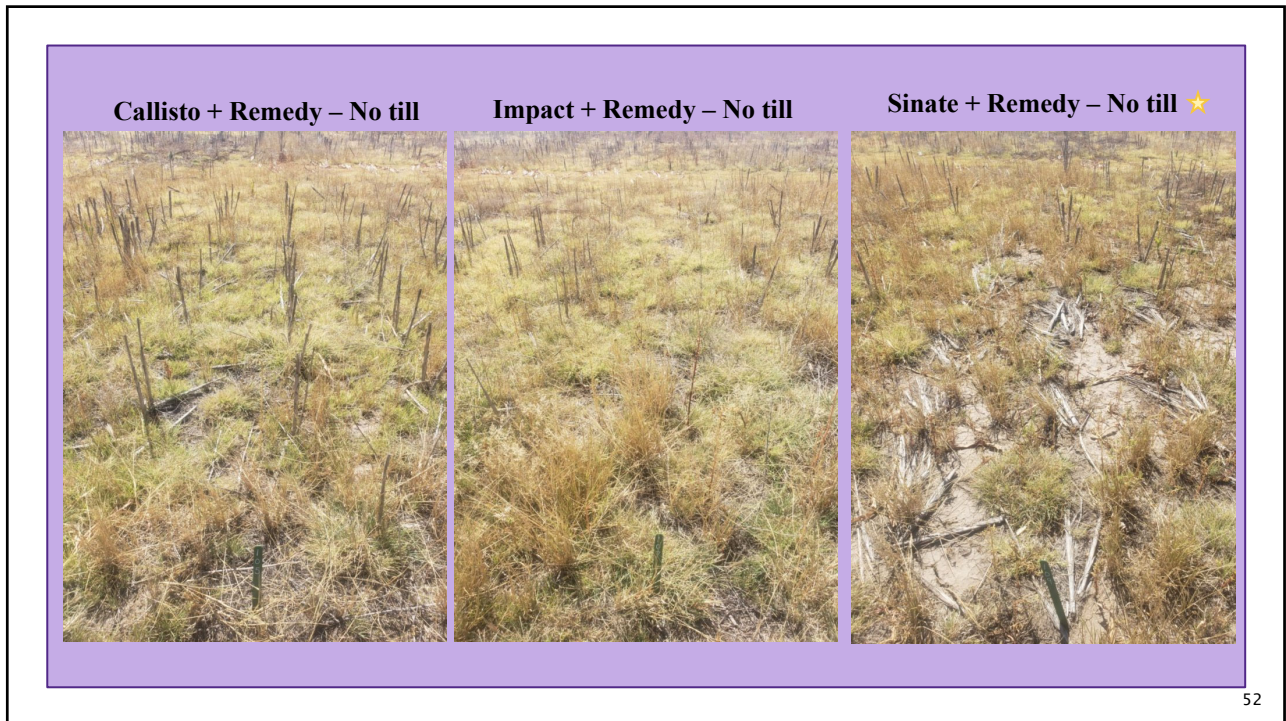 Callisto + Remedy – No till
Impact + Remedy – No till
Sinate + Remedy – No till ⭐
52